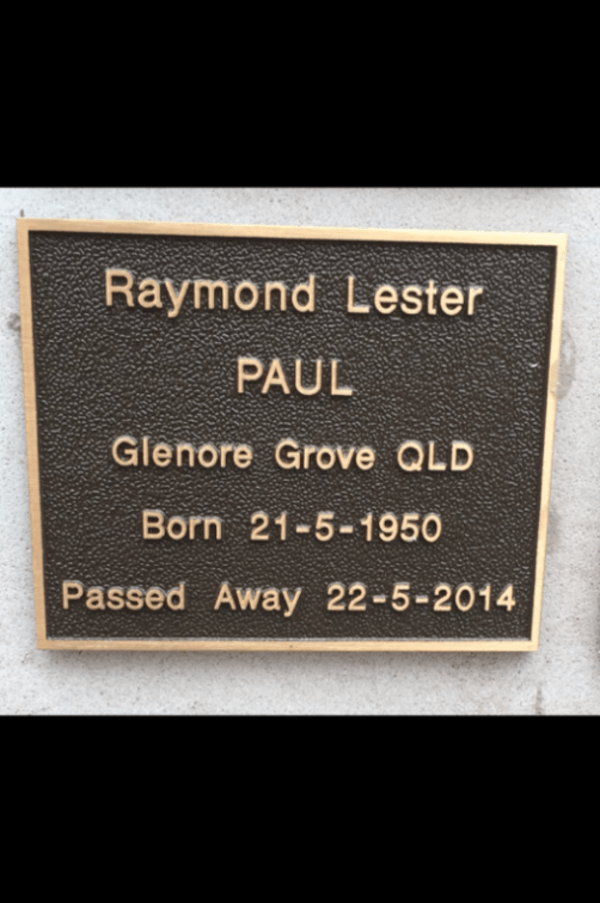 Raymond Lester
PAUL
Glenore Grove QLD
Born 21-5-1950
Passed Away 22-5-2014